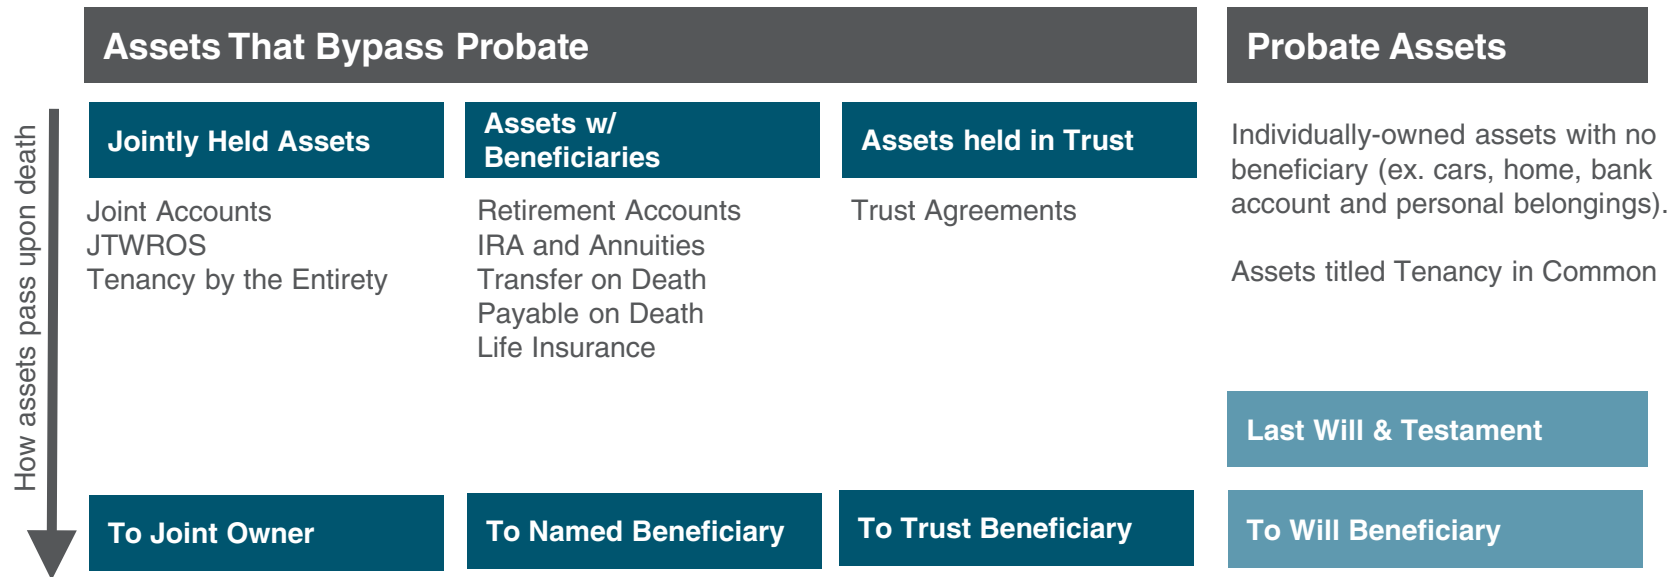 Assets That Bypass Probate
Probate Assets
How assets pass upon death
Jointly Held Assets
Joint Accounts
JTWROS
Tenancy by the Entirety
To Joint Owner
Assets w/
Beneficiaries
Retirement Accounts
IRA and Annuities
Transfer on Death
Payable on Death
Life Insurance
To Named Beneficiary
Assets held in Trust
Trust Agreements
To Trust Beneficiary
Individually-owned assets with no
beneficiary (ex. cars, home, bank
account and personal belongings).
Assets titled Tenancy in Common
Last Will & Testament
To Will Beneficiary